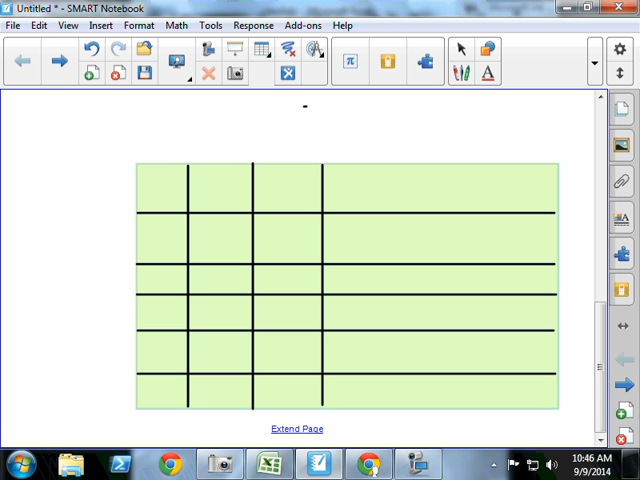 Untitled * - SMART Notebook
File Edit View Insert Format Math Tools Response Add-ons Help
-
Extend Page
10:46 AM
9/9/2014